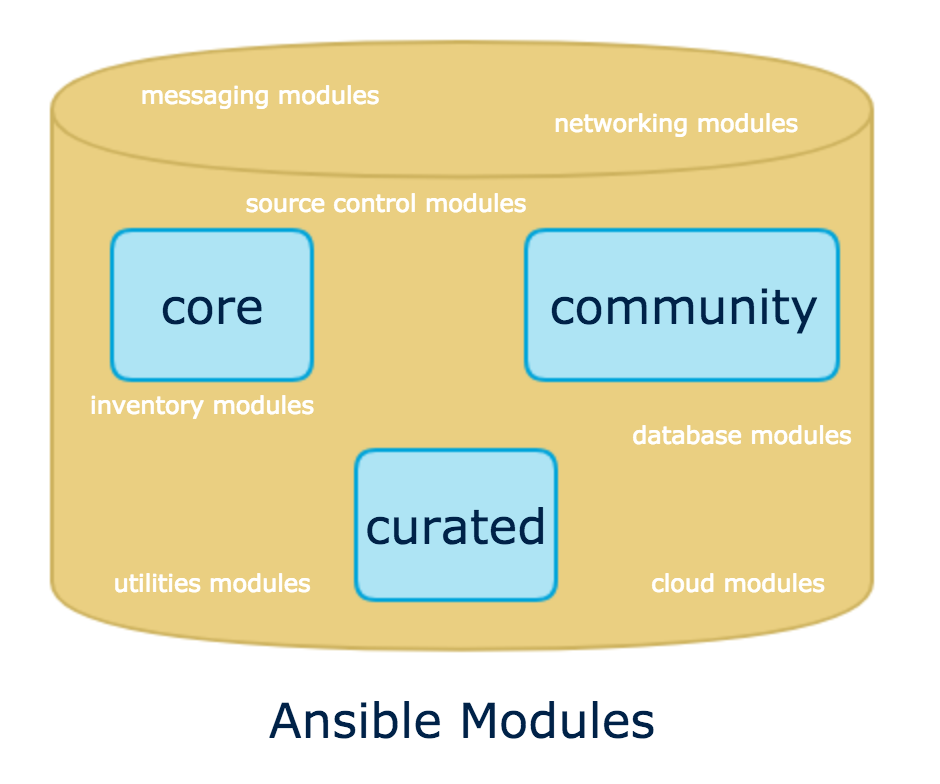 messaging modules
networking modules
source control modules
core
community
inventory modules
database modules
curated
utilities modules
cloud modules
Ansible Modules